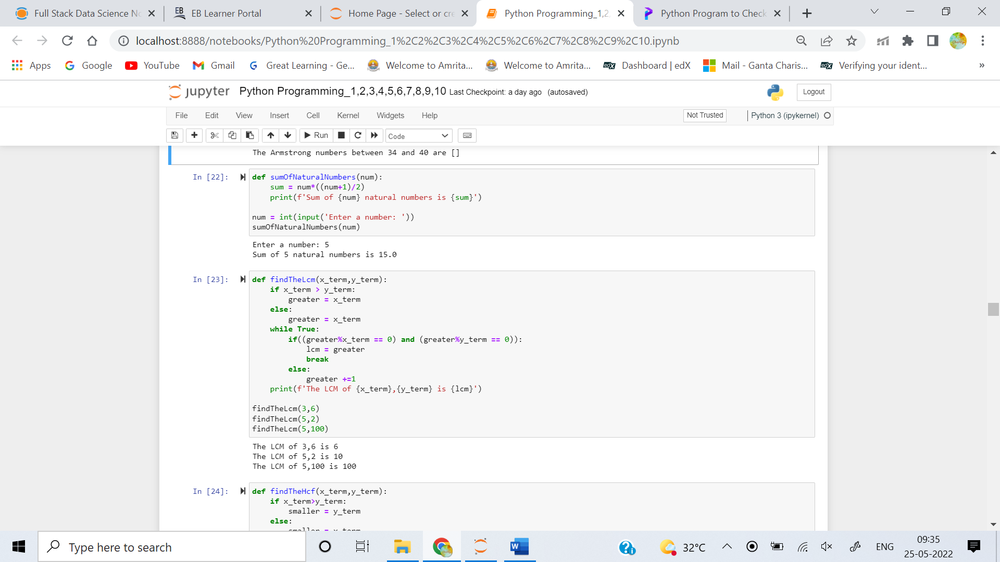 Full Stack Data Science No
EB Learner Portal
Home Page - Select or cre
Python Programming_1,2,
Python Program to Check
localhost:8888/notebooks/Python%20Programming_1%2C2%2C3%2C4%2C5%2C6%2C7%2C8%2C9%2C10.ipynb
Apps
Google
YouTube
Gmail
Great Learning - Ge...
Welcome to Amrita...
Welcome to Amrita...
edX Dashboard | edX
Mail - Ganta Charis...
edX Verifying your ident...
»
jupyter Python Programming_1,2,3,4,5,6,7,8,9,10 Last Checkpoint: a day ago (autosaved)
Logout
File Edit View Insert Cell Kernel Widgets Help
Not Trusted
Python 3 (ipykernel)
Run
Code
The Armstrong numbers between 34 and 40 are []
In [22]:
def sumOfNaturalNumbers(num):
    sum = num*((num+1)/2)
    print(f'Sum of {num} natural numbers is {sum}')
num = int(input('Enter a number: '))
sumOfNaturalNumbers(num)
Enter a number: 5
Sum of 5 natural numbers is 15.0
In [23]:
def findTheLcm(x_term,y_term):
    if x_term > y_term:
        greater = x_term
    else:
        greater = x_term
    while True:
        if((greater%x_term == 0) and (greater%y_term == 0)):
            lcm = greater
            break
        else:
            greater +=1
    print(f'The LCM of {x_term},{y_term} is {lcm}')
findTheLcm(3,6)
findTheLcm(5,2)
findTheLcm(5,100)
The LCM of 3,6 is 6
The LCM of 5,2 is 10
The LCM of 5,100 is 100
In [24]:
def findTheHcf(x_term,y_term):
    if x_term>y_term:
        smaller = y_term
    else:
        smaller = x_term
Type here to search
32°C
ENG
09:35
25-05-2022